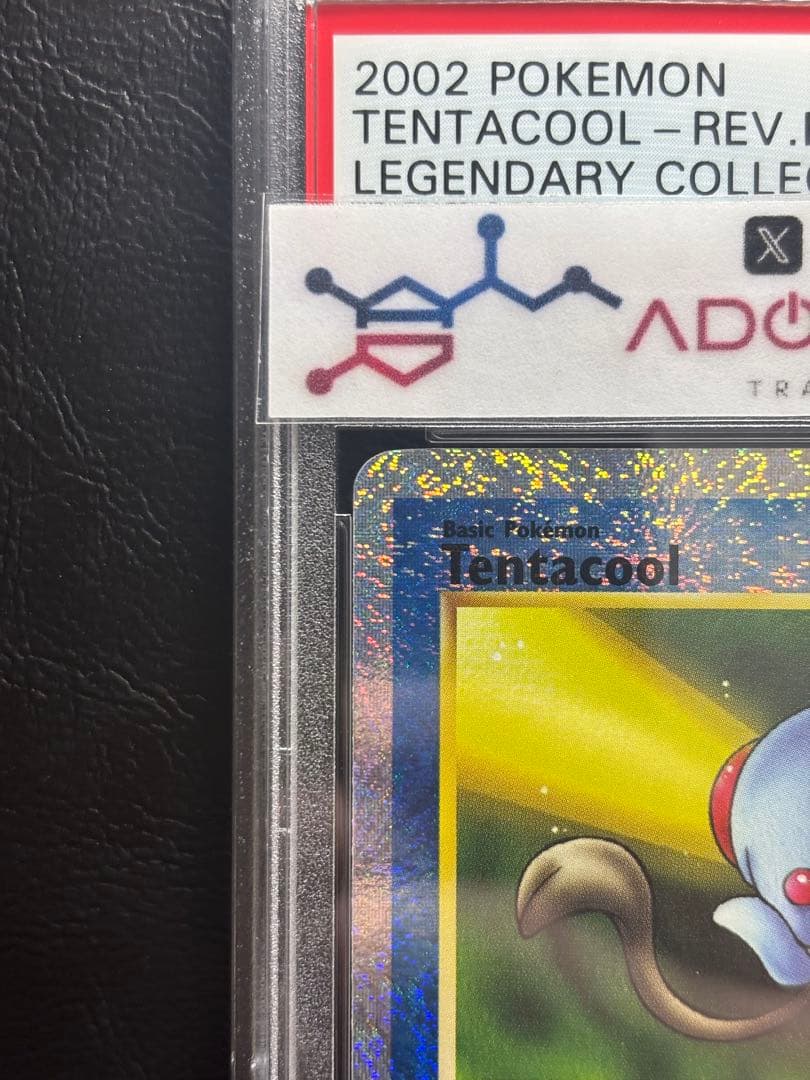 2002 POKEMON
TENTACOOL – REV.
LEGENDARY COLLEC
𝕏
ADO
TRA
Basic Pokémon
Tentacool